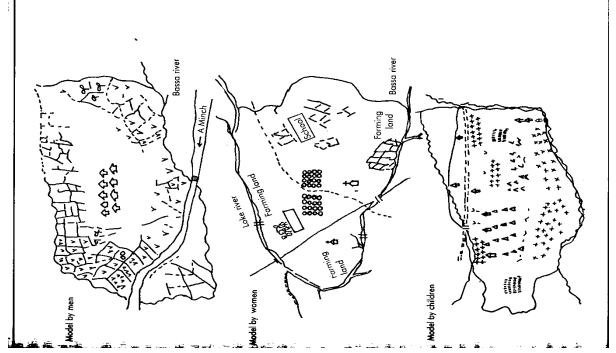 Model by men
Bassa river
A Minch
Model by women
Lake river
Farming land
School
Farming
land
Farming
land
Bassa river
Model by children